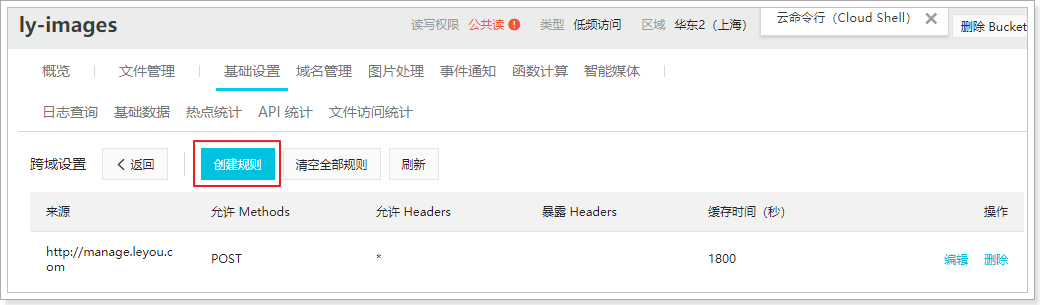 ly-images 读写权限 公共读 类型 低频访问 区域 华东2（上海） 云命令行（Cloud Shell） 删除 Bucket
概览 文件管理 基础设置 域名管理 图片处理 事件通知 函数计算 智能媒体
日志查询 基础数据 热点统计 API 统计 文件访问统计
跨域设置 返回 创建规则 清空全部规则 刷新
来源 允许 Methods 允许 Headers 暴露 Headers 缓存时间（秒） 操作
http://manage.leyou.c
om POST * 1800 编辑 删除